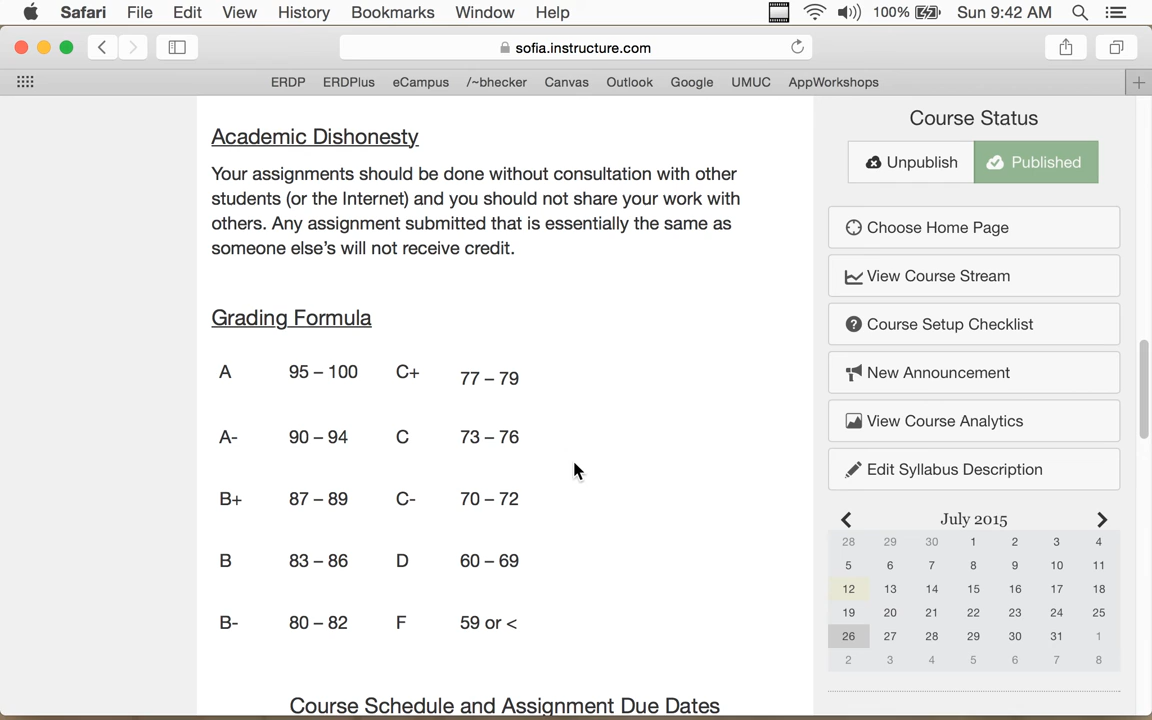 Safari File Edit View History Bookmarks Window Help 100% Sun 9:42 AM
sofia.instructure.com
ERDP ERDPlus eCampus /~bhecker Canvas Outlook Google UMUC AppWorkshops
Academic Dishonesty
Your assignments should be done without consultation with other
students (or the Internet) and you should not share your work with
others. Any assignment submitted that is essentially the same as
someone else's will not receive credit.
Grading Formula
A 95 – 100 C+ 77 – 79
A- 90 – 94 C 73 – 76
B+ 87 – 89 C- 70 – 72
B 83 – 86 D 60 – 69
B- 80 – 82 F 59 or <
Course Schedule and Assignment Due Dates
Course Status
Unpublish Published
Choose Home Page
View Course Stream
Course Setup Checklist
New Announcement
View Course Analytics
Edit Syllabus Description
July 2015
28 29 30 1 2 3 4
5 6 7 8 9 10 11
12 13 14 15 16 17 18
19 20 21 22 23 24 25
26 27 28 29 30 31 1
2 3 4 5 6 7 8